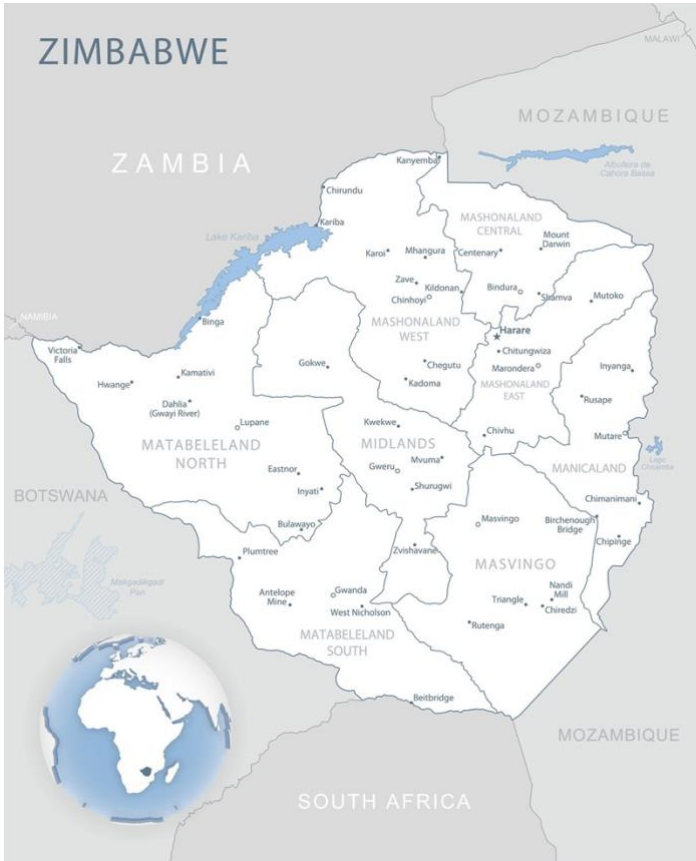 ZIMBABWE
MALAWI
MOZAMBIQUE
ZAMBIA
Albufeira de
Cahora Bassa
Kanyemba
Chirundu
Kariba
MASHONALAND
CENTRAL
Mount
Darwin
Lake Kariba
Karoi
Mhangura
Centenary
Zave
Kildonan
Chinhoyi
Bindura
Shamva
Mutoko
NAMIBIA
Binga
MASHONALAND
WEST
Harare
Victoria
Falls
Chitungwiza
Hwange
Kamativi
Gokwe
Chegutu
Marondera
Inyanga
Kadoma
MASHONALAND
EAST
Dahlia
(Gwayi River)
Rusape
Lupane
Kwekwe
Chivhu
Mutare
MATABELELAND
NORTH
MIDLANDS
Lago
Chicamba
Eastnor
Gweru
Mvuma
MANICALAND
Inyati
Shurugwi
BOTSWANA
Chimanimani
Bulawayo
Masvingo
Birchenough
Bridge
Plumtree
Zvishavane
Chipinge
MASVINGO
Makgadikgadi
Pan
Antelope
Mine
Gwanda
West Nicholson
Nandi
Mill
Triangle
Chiredzi
Rutenga
MATABELELAND
SOUTH
Beitbridge
MOZAMBIQUE
SOUTH AFRICA